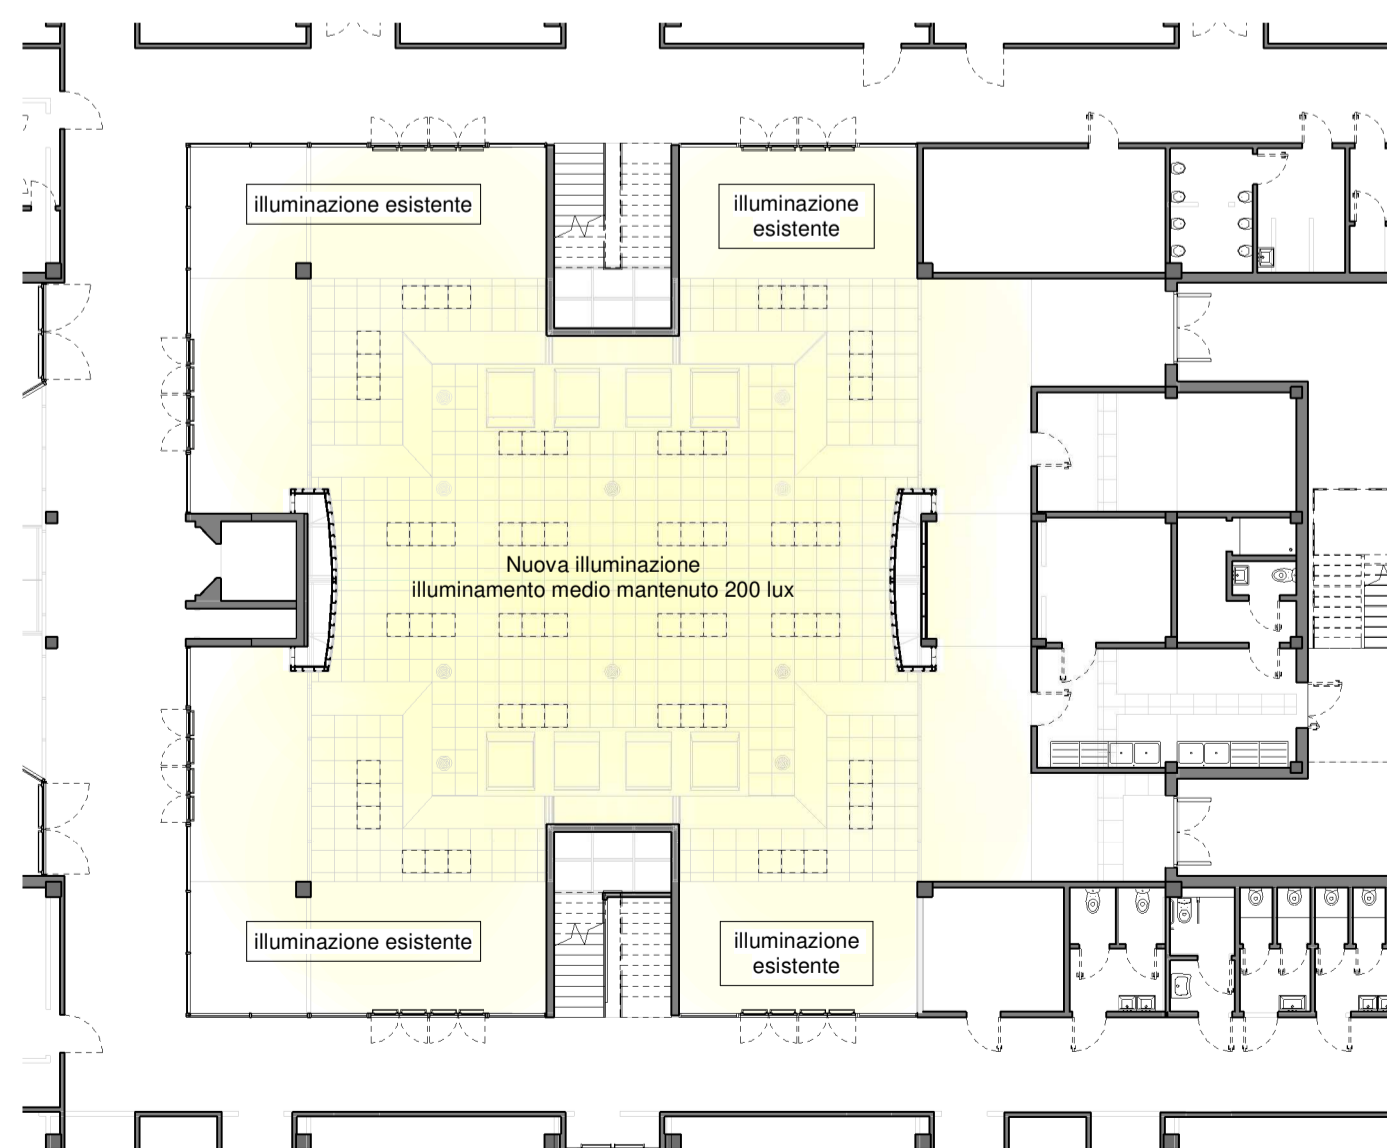 illuminazione esistente
illuminazione
esistente
Nuova illuminazione
illuminamento medio mantenuto 200 lux
illuminazione esistente
illuminazione
esistente